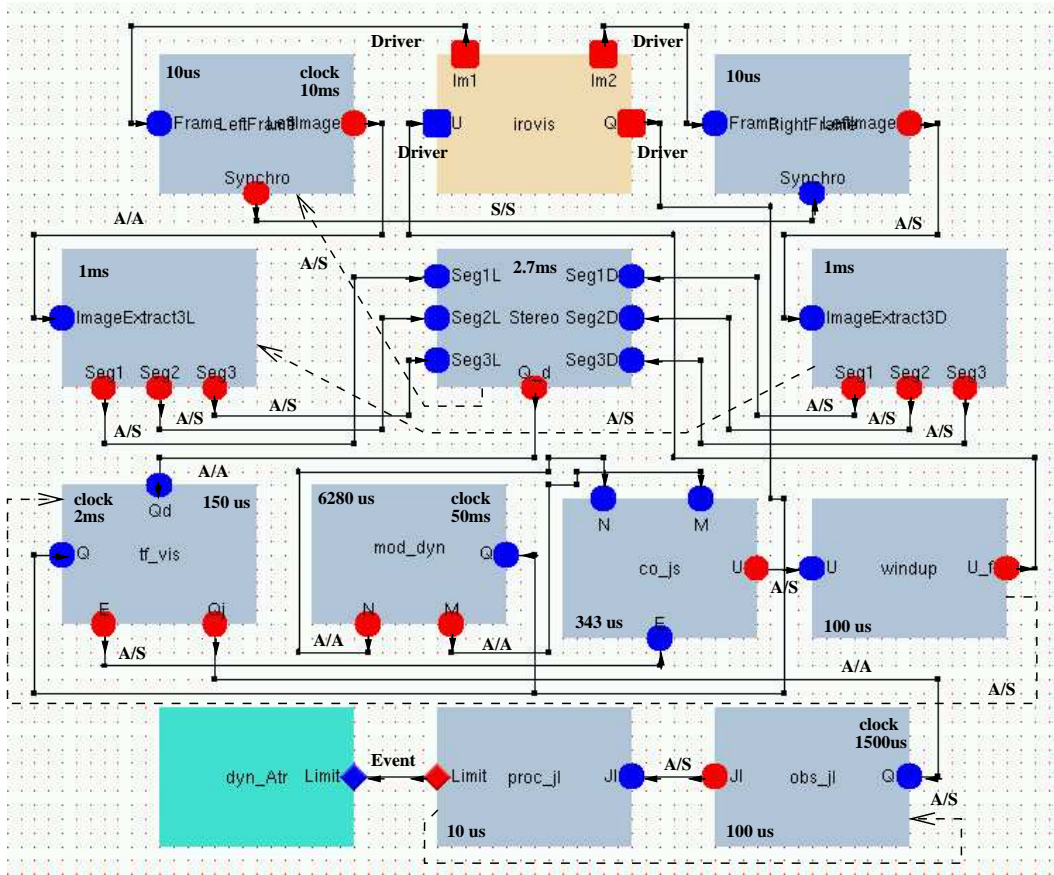 Driver
Im1
Im2
10us
clock
10ms
10us
Frame
LeftFrame
LeftImage
U
irovis
Q
Frame
RightFrame
LeftImage
Driver
Driver
Synchro
Synchro
A/A
S/S
A/S
A/S
1ms
2.7ms
1ms
Seg1L
Seg1D
ImageExtract3L
Seg2L
Stereo
Seg2D
ImageExtract3D
Seg3L
Seg3D
Seg1
Seg2
Seg3
Q_d
Seg1
Seg2
Seg3
A/S
A/S
A/S
A/S
A/S
A/S
A/S
A/A
clock
2ms
150 us
Qd
6280 us
clock
50ms
N
M
Q
tf_vis
mod_dyn
Q
co_js
U
U
windup
U_f
A/S
E
Qj
N
M
343 us
E
100 us
A/S
A/A
A/A
A/A
A/S
clock
1500us
dyn_Atr
Limit
Event
Limit
proc_jl
Jl
A/S
Jl
obs_jl
Q
A/S
10 us
100 us